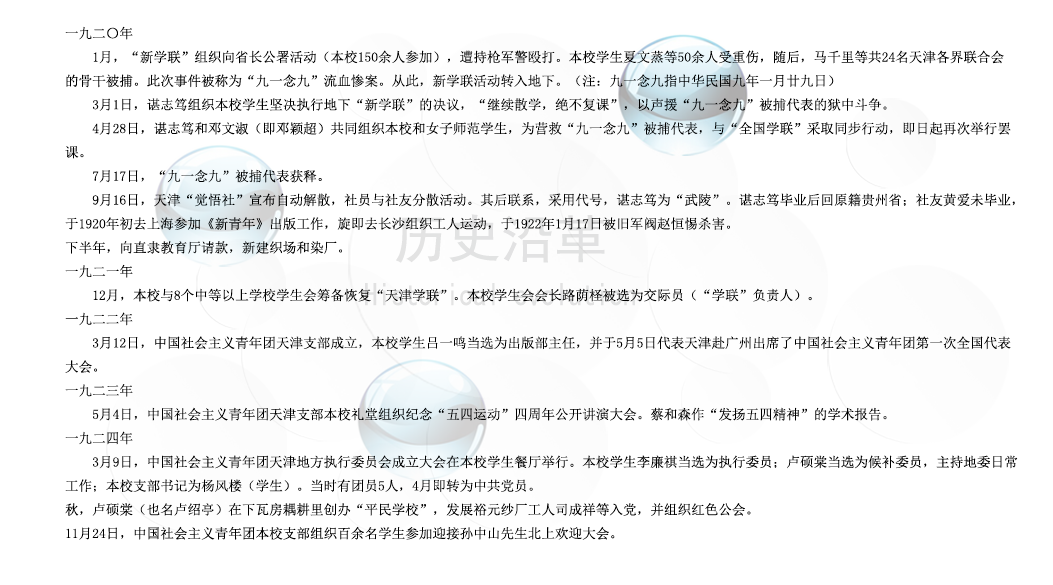 一九二〇年
1月，“新学联”组织向省长公署活动（本校150余人参加），遭持枪军警殴打。本校学生夏文蒸等50余人受重伤，随后，马千里等共24名天津各界联合会
的骨干被捕。此次事件被称为“九一念九”流血惨案。从此，新学联活动转入地下。（注：九一念九指中华民国九年一月廿九日）
3月1日，谌志笃组织本校学生坚决执行地下“新学联”的决议，“继续散学，绝不复课”，以声援“九一念九”被捕代表的狱中斗争。
4月28日，谌志笃和邓文淑（即邓颖超）共同组织本校和女子师范学生，为营救“九一念九”被捕代表，与“全国学联”采取同步行动，即日起再次举行罢
课。
7月17日，“九一念九”被捕代表获释。
9月16日，天津“觉悟社”宣布自动解散，社员与社友分散活动。其后联系，采用代号，谌志笃为“武陵”。谌志笃毕业后回原籍贵州省；社友黄爱未毕业，
于1920年初去上海参加《新青年》出版工作，旋即去长沙组织工人运动，于1922年1月17日被旧军阀赵恒惕杀害。
下半年，向直隶教育厅请款，新建织场和染厂。
历史沿革
一九二一年
12月，本校与8个中等以上学校学生会筹备恢复“天津学联”。本校学生会会长路荫柽被选为交际员（“学联”负责人）。
Historical evolution
一九二二年
3月12日，中国社会主义青年团天津支部成立，本校学生吕一鸣当选为出版部主任，并于5月5日代表天津赴广州出席了中国社会主义青年团第一次全国代表
大会。
一九二三年
5月4日，中国社会主义青年团天津支部本校礼堂组织纪念“五四运动”四周年公开讲演大会。蔡和森作“发扬五四精神”的学术报告。
一九二四年
3月9日，中国社会主义青年团天津地方执行委员会成立大会在本校学生餐厅举行。本校学生李廉祺当选为执行委员；卢硕棠当选为候补委员，主持地委日常
工作；本校支部书记为杨风楼（学生）。当时有团员5人，4月即转为中共党员。
秋，卢硕棠（也名卢绍亭）在下瓦房耦耕里创办“平民学校”，发展裕元纱厂工人司成祥等入党，并组织红色公会。
11月24日，中国社会主义青年团本校支部组织百余名学生参加迎接孙中山先生北上欢迎大会。